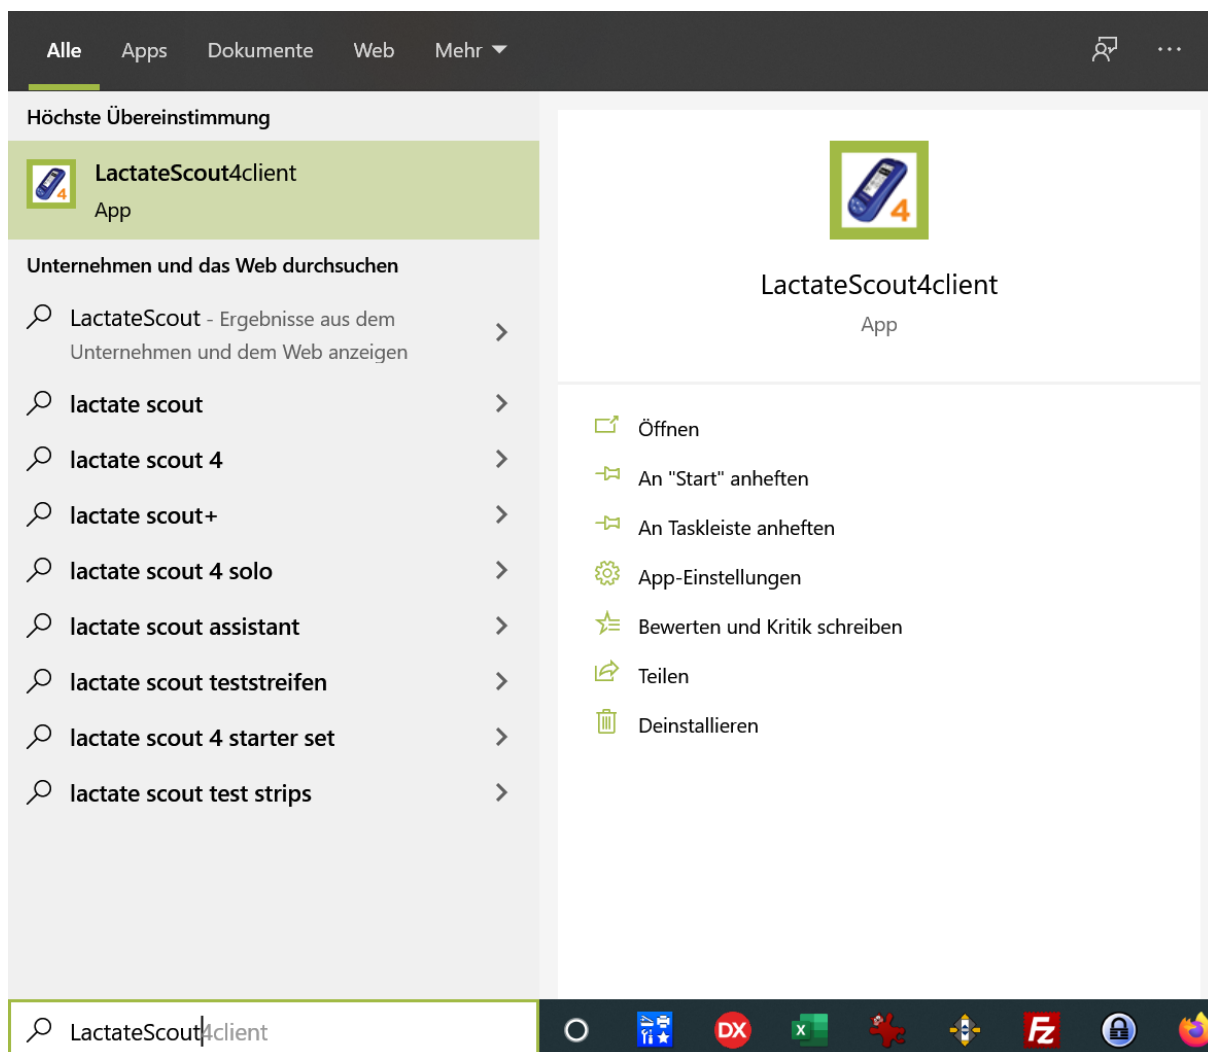 Alle Apps Dokumente Web Mehr
Höchste Übereinstimmung
LactateScout4client
App
Unternehmen und das Web durchsuchen
LactateScout - Ergebnisse aus dem
Unternehmen und dem Web anzeigen
lactate scout
lactate scout 4
lactate scout+
lactate scout 4 solo
lactate scout assistant
lactate scout teststreifen
lactate scout 4 starter set
lactate scout test strips
4
LactateScout4client
App
Öffnen
An "Start" anheften
An Taskleiste anheften
App-Einstellungen
Bewerten und Kritik schreiben
Teilen
Deinstallieren
LactateScout4client
DX
X
FZ